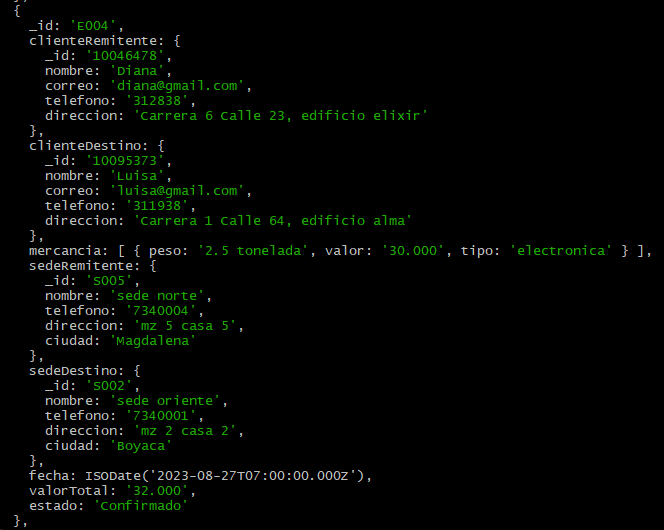 },
{
_id: 'E004',
clienteRemitente: {
_id: '10046478',
nombre: 'Diana',
correo: 'diana@gmail.com',
telefono: '312838',
direccion: 'Carrera 6 Calle 23, edificio elixir'
},
clienteDestino: {
_id: '10095373',
nombre: 'Luisa',
correo: 'luisa@gmail.com',
telefono: '311938',
direccion: 'Carrera 1 Calle 64, edificio alma'
},
mercancia: [ { peso: '2.5 tonelada', valor: '30.000', tipo: 'electronica' } ],
sedeRemitente: {
_id: 'S005',
nombre: 'sede norte',
telefono: '7340004',
direccion: 'mz 5 casa 5',
ciudad: 'Magdalena'
},
sedeDestino: {
_id: 'S002',
nombre: 'sede oriente',
telefono: '7340001',
direccion: 'mz 2 casa 2',
ciudad: 'Boyaca'
},
fecha: ISODate('2023-08-27T07:00:00.000Z'),
valorTotal: '32.000',
estado: 'Confirmado'
},